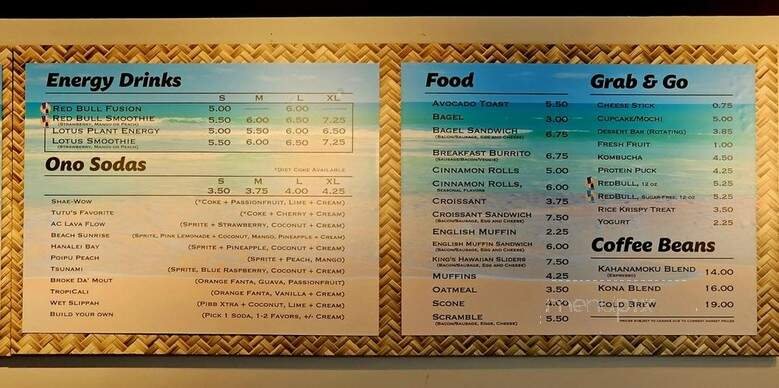 Energy Drinks
S M L XL
Red Bull Fusion 5.00 — 6.00 —
Red Bull Smoothie 5.50 6.00 6.50 7.25
(Strawberry, Mango or Peach)
Lotus Plant Energy 5.00 5.50 6.00 6.50
Lotus Smoothie 5.50 6.00 6.50 7.25
(Strawberry, Mango or Peach)
Ono Sodas
*Diet Coke Available
S M L XL
3.50 3.75 4.00 4.25
Shae-Wow (*Coke + Passionfruit, Lime + Cream)
Tutu's Favorite (*Coke + Cherry + Cream)
AC Lava Flow (Sprite + Strawberry, Coconut + Cream)
Beach Sunrise (Sprite, Pink Lemonade + Coconut, Mango, Pineapple + Cream)
Hanalei Bay (Sprite + Pineapple, Coconut + Cream)
Poipu Peach (Sprite + Peach, Mango)
Tsunami (Sprite, Blue Raspberry, Coconut + Cream)
Broke Da' Mout (Orange Fanta, Guava, Passionfruit)
TropiCali (Orange Fanta, Vanilla + Cream)
Wet Slippah (Pibb Xtra + Coconut, Lime + Cream)
Build your own (Pick 1 Soda, 1-2 Favors, +/- Cream)
Food
Avocado Toast 5.50
Bagel 3.00
Bagel Sandwich 6.75
(Bacon/Sausage, Egg and Cheese)
Breakfast Burrito 6.75
(Sausage/Bacon/Veggie)
Cinnamon Rolls 5.00
Cinnamon Rolls, 6.00
Seasonal Flavors
Croissant 3.75
Croissant Sandwich 7.50
(Bacon/Sausage, Egg and Cheese)
English Muffin 2.25
English Muffin Sandwich 6.00
(Bacon/Sausage, Egg and Cheese)
King's Hawaiian Sliders 7.50
(Bacon/Sausage, Egg and Cheese)
Muffins 4.25
Oatmeal 3.50
Scone 4.00
Scramble 5.50
(Bacon/Sausage, Eggs, Cheese)
Grab & Go
Cheese Stick 0.75
Cupcake/Mochi 5.00
Dessert Bar (Rotating) 3.85
Fresh Fruit 1.00
Kombucha 4.50
Protein Puck 4.25
RedBull, 12 oz 5.25
RedBull, Sugar Free, 12 oz 5.25
Rice Krispy Treat 3.50
Yogurt 2.25
Coffee Beans
Kahanamoku Blend 14.00
(Espresso)
Kona Blend 16.00
Cold Brew 19.00
Prices subject to change due to current market prices
menupix